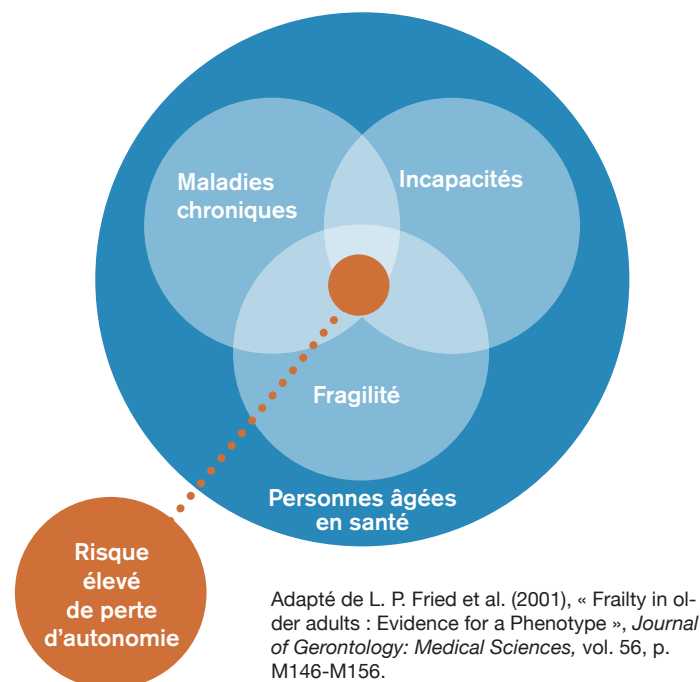 Maladies
chroniques
Incapacités
Fragilité
Personnes âgées
en santé
Risque
élevé
de perte
d'autonomie
Adapté de L. P. Fried et al. (2001), « Frailty in ol-
der adults : Evidence for a Phenotype », Journal
of Gerontology: Medical Sciences, vol. 56, p.
M146-M156.